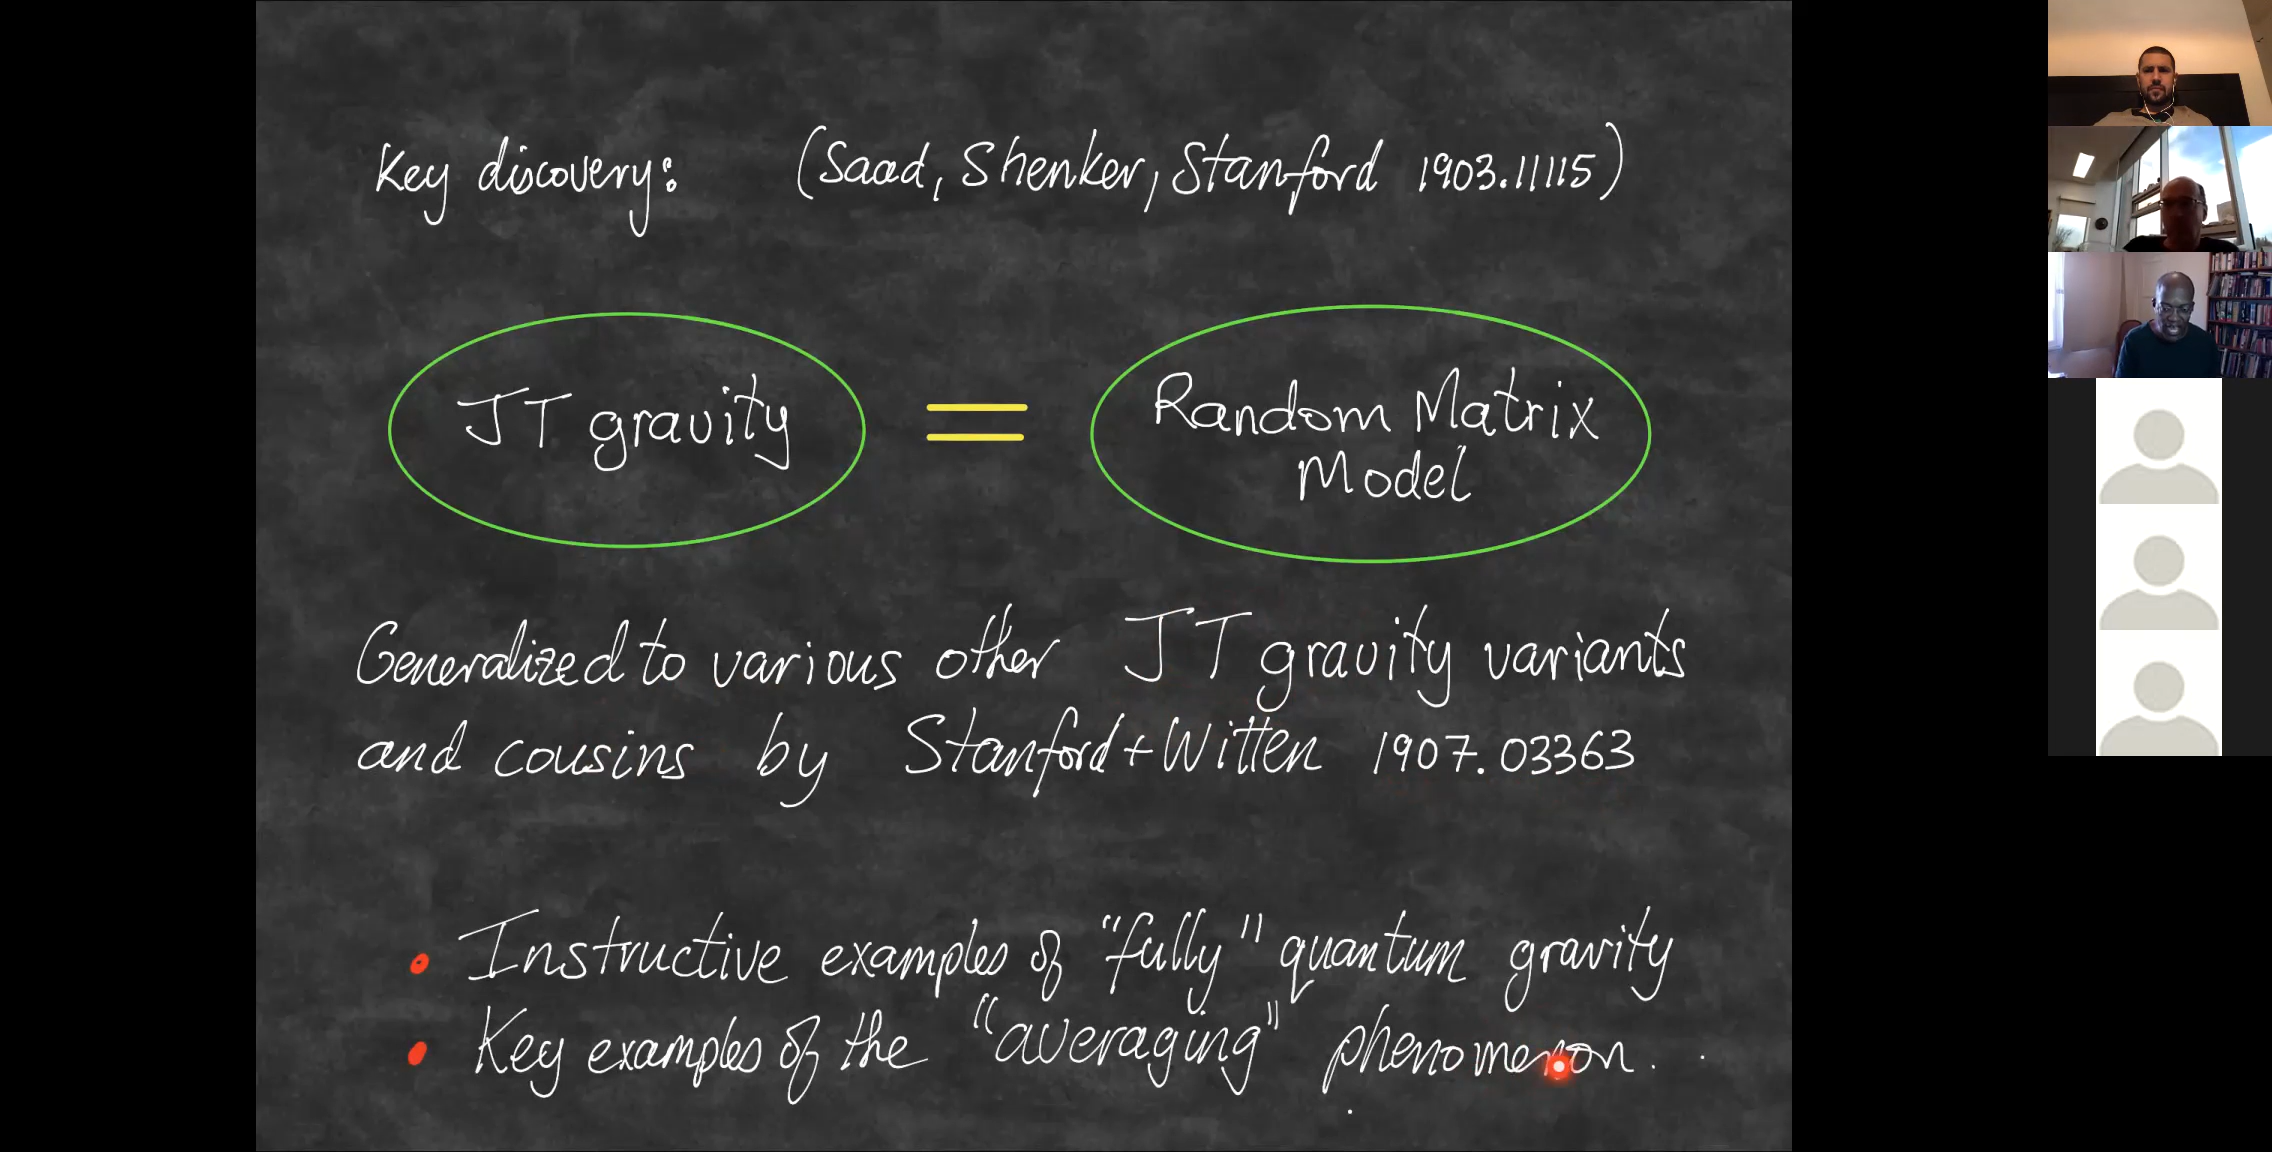 Key discovery: (Saad, Shenker, Stanford 1903.11115)
JT gravity = Random Matrix
Model
Generalized to various other JT gravity variants
and cousins by Stanford + Witten 1907.03363
• Instructive examples of "fully" quantum gravity
• Key examples of the "averaging" phenomenon.